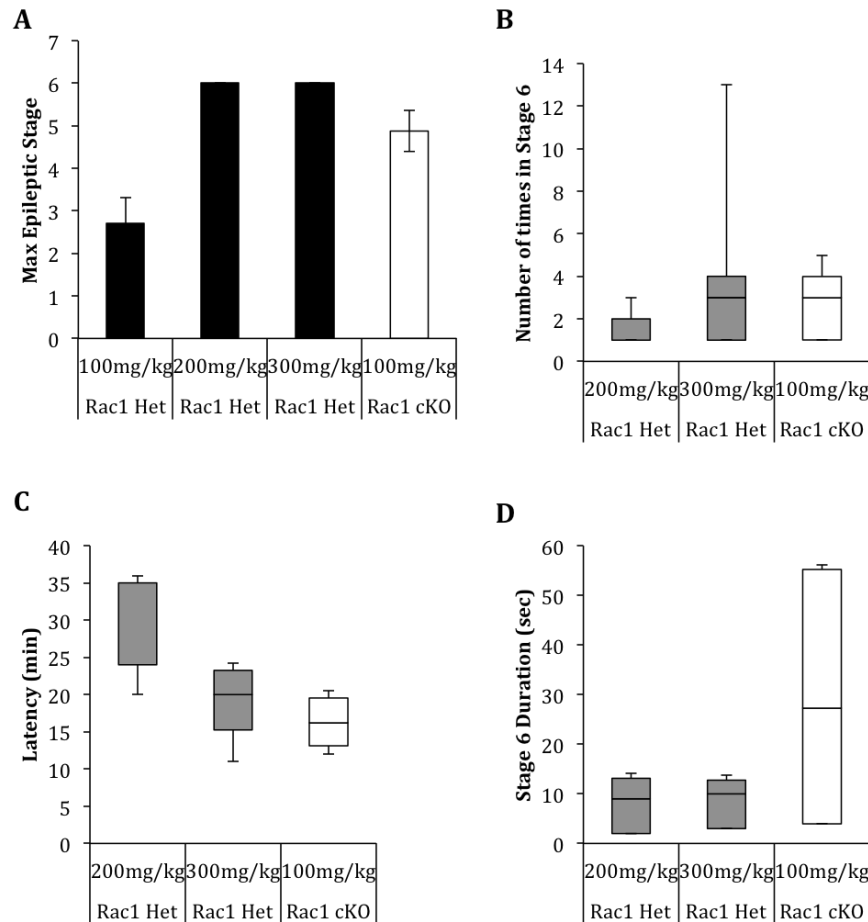 A
Max Epileptic Stage
7
6
5
4
3
2
1
0
100mg/kg 200mg/kg 300mg/kg 100mg/kg
Rac1 Het Rac1 Het Rac1 Het Rac1 cKO
B
Number of times in Stage 6
14
12
10
8
6
4
2
0
200mg/kg 300mg/kg 100mg/kg
Rac1 Het Rac1 Het Rac1 cKO
C
Latency (min)
40
35
30
25
20
15
10
5
0
200mg/kg 300mg/kg 100mg/kg
Rac1 Het Rac1 Het Rac1 cKO
D
Stage 6 Duration (sec)
60
50
40
30
20
10
0
200mg/kg 300mg/kg 100mg/kg
Rac1 Het Rac1 Het Rac1 cKO